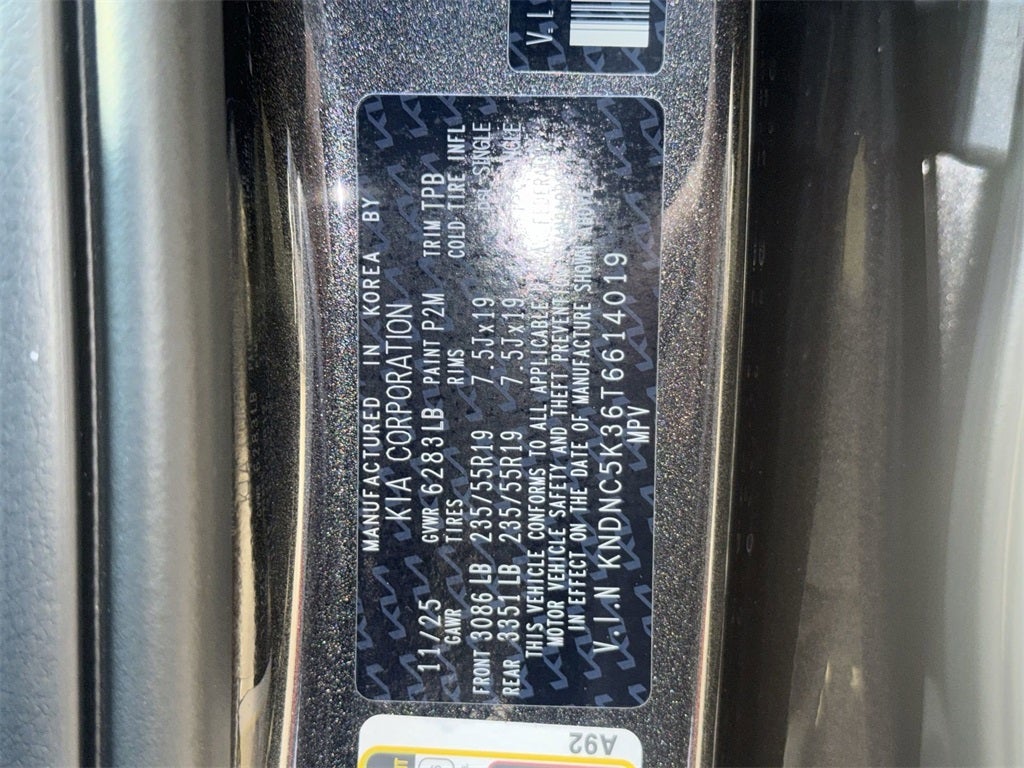 MANUFACTURED IN KOREA BY
KIA CORPORATION
11/25 GVWR 6283LB PAINT P2M TRIM TPB
GAWR TIRES RIMS COLD TIRE INFL
FRONT 3086LB 235/55R19 7.5Jx19 SINGLE
REAR 3351LB 235/55R19 7.5Jx19
THIS VEHICLE CONFORMS TO ALL APPLICABLE
MOTOR VEHICLE SAFETY AND THEFT PREVENT
IN EFFECT ON THE DATE OF MANUFACTURE SHOWN
V.I.N KNDNC5K36T6614019
MPV
A92